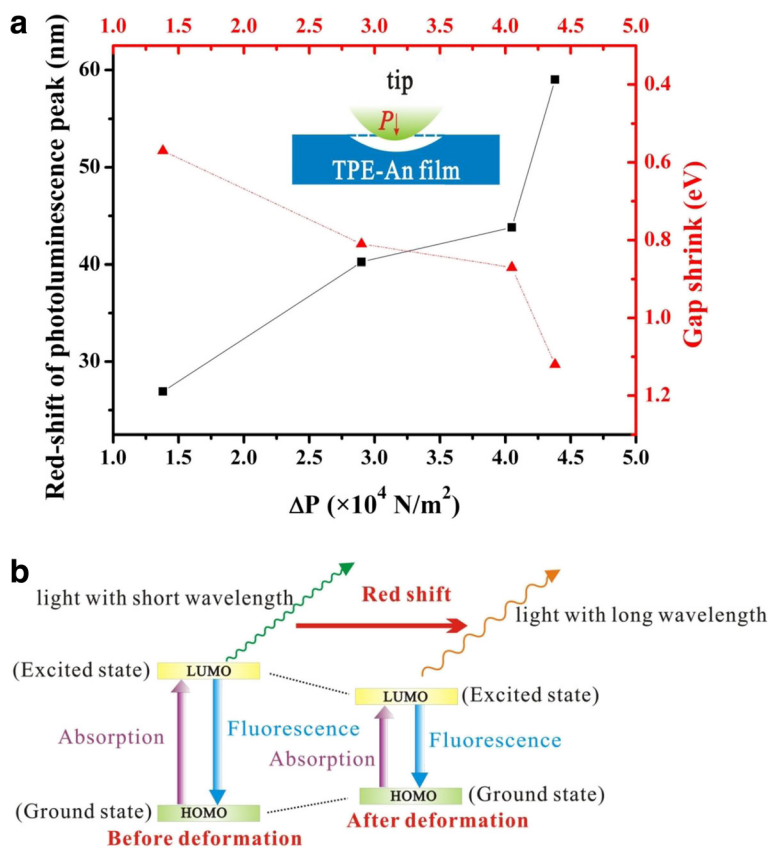 a
1.0 1.5 2.0 2.5 3.0 3.5 4.0 4.5 5.0
Red-shift of photoluminescence peak (nm)
60
50
40
30
tip
P
TPE-An film
0.4
0.6
0.8
1.0
1.2
Gap shrink (eV)
1.0 1.5 2.0 2.5 3.0 3.5 4.0 4.5 5.0
ΔP (×10⁴ N/m²)
b
light with short wavelength
Red shift
light with long wavelength
(Excited state)
LUMO
LUMO
(Excited state)
Absorption
Fluorescence
Absorption
Fluorescence
(Ground state)
HOMO
HOMO
(Ground state)
Before deformation
After deformation